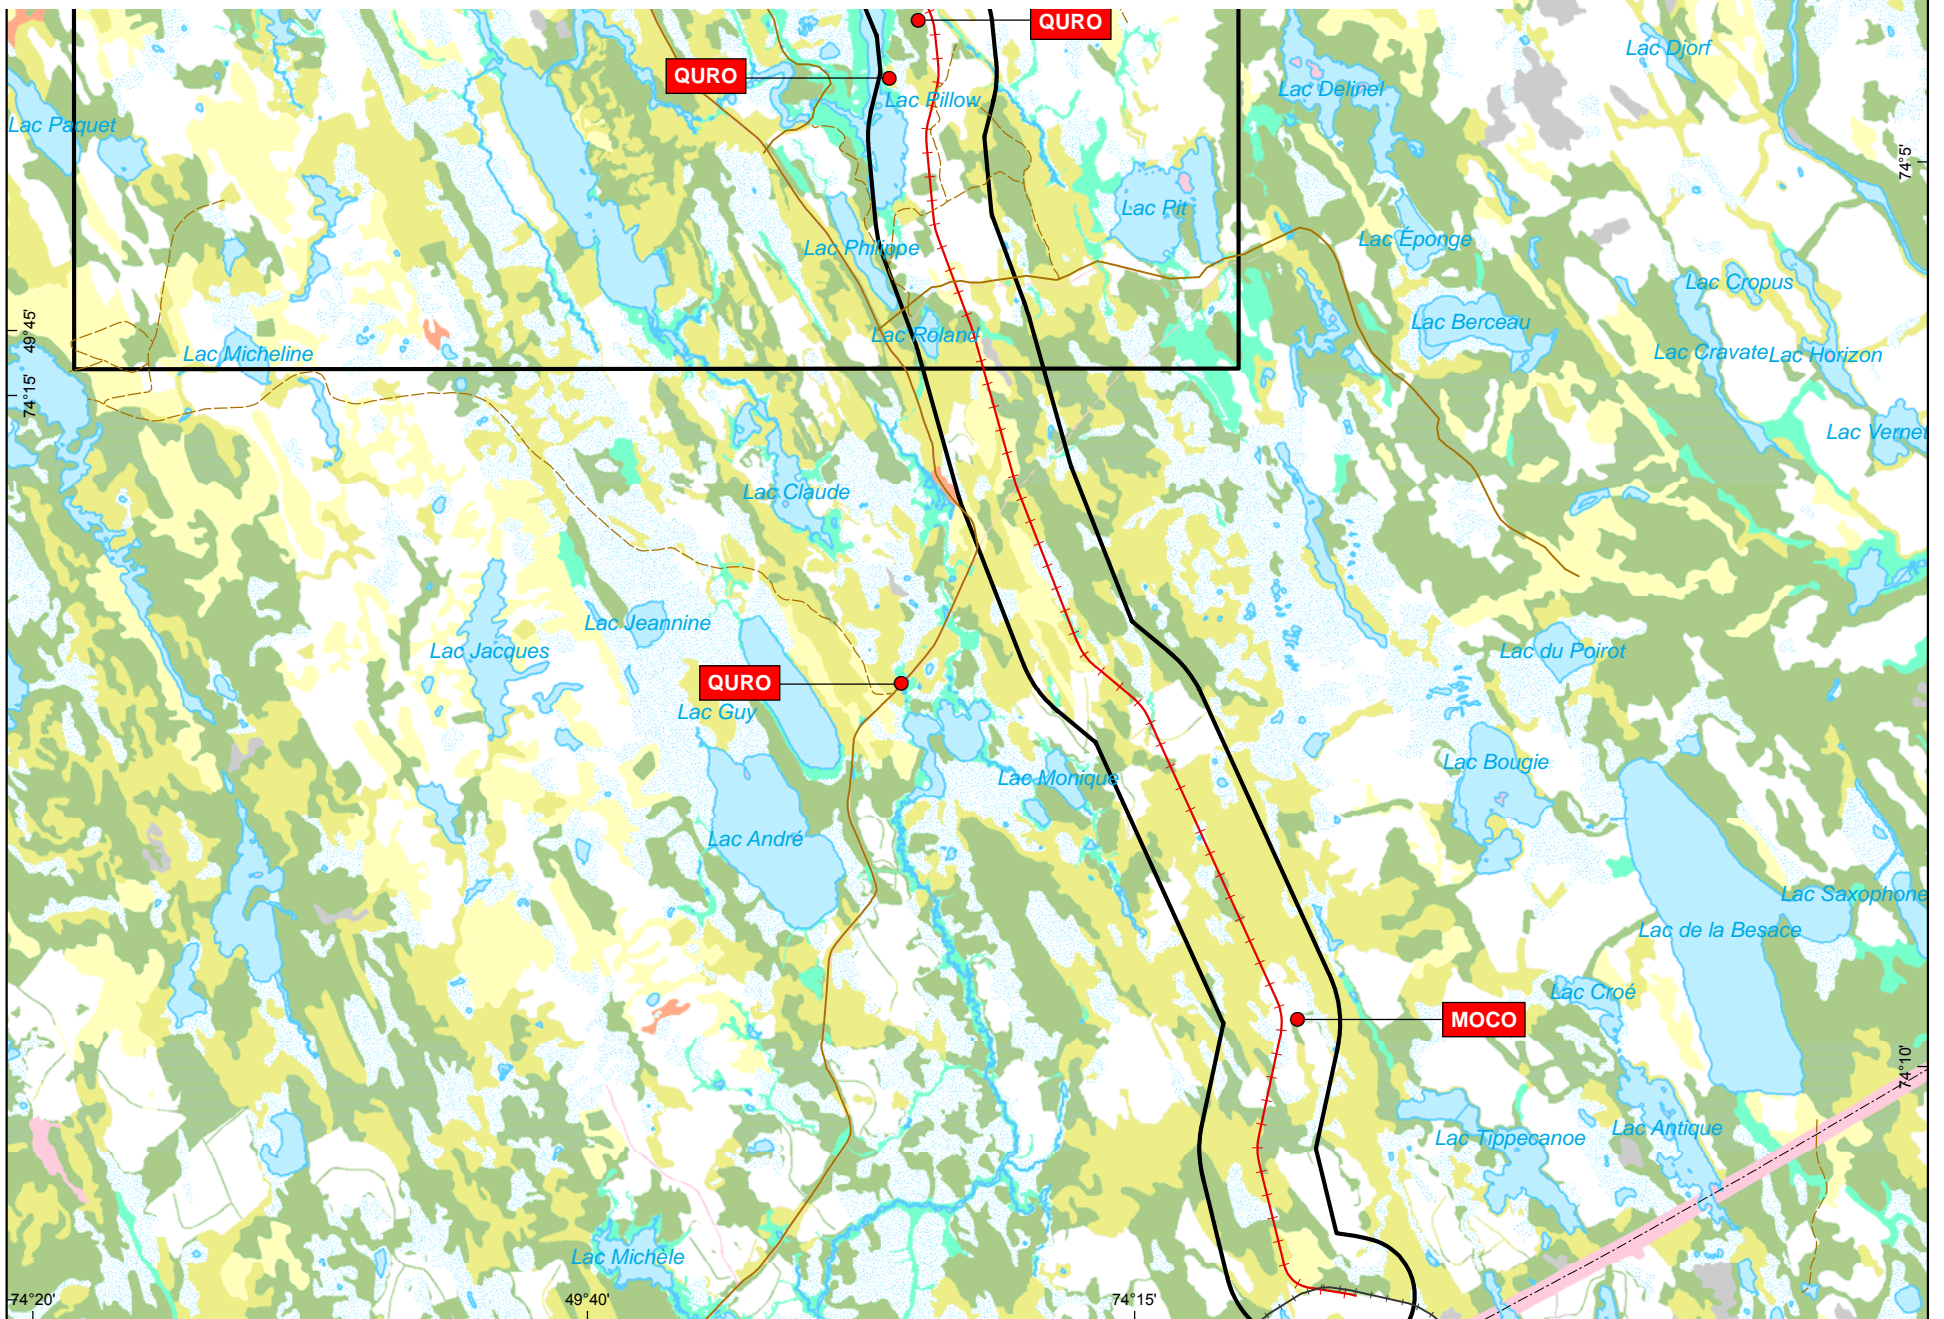 QURO
Lac Djorf
QURO
Lac Delinel
Lac Pillow
Lac Paquet
74°5'
Lac Pit
Lac Philippe
Lac Éponge
Lac Cropus
49°45'
Lac Berceau
Lac Roland
Lac Micheline
Lac Cravate
Lac Horizon
74°15'
Lac Vernet
Lac Claude
Lac Jeannine
Lac Jacques
Lac du Poirot
QURO
Lac Guy
Lac Bougie
Lac Monique
Lac André
Lac Saxophone
Lac de la Besace
Lac Croé
MOCO
74°10'
Lac Antique
Lac Tippecanoe
Lac Michèle
74°20'
49°40'
74°15'